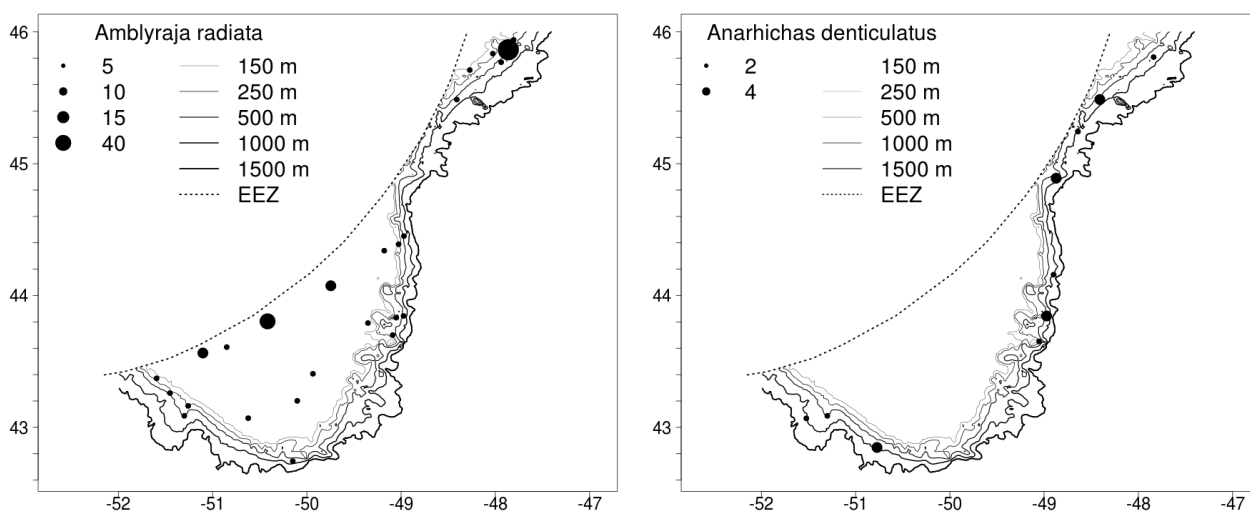 Amblyraja radiata
5 150 m
10 250 m
15 500 m
40 1000 m
1500 m
EEZ
46
45
44
43
-52 -51 -50 -49 -48 -47
Anarhichas denticulatus
2 150 m
4 250 m
500 m
1000 m
1500 m
EEZ
46
45
44
43
-52 -51 -50 -49 -48 -47